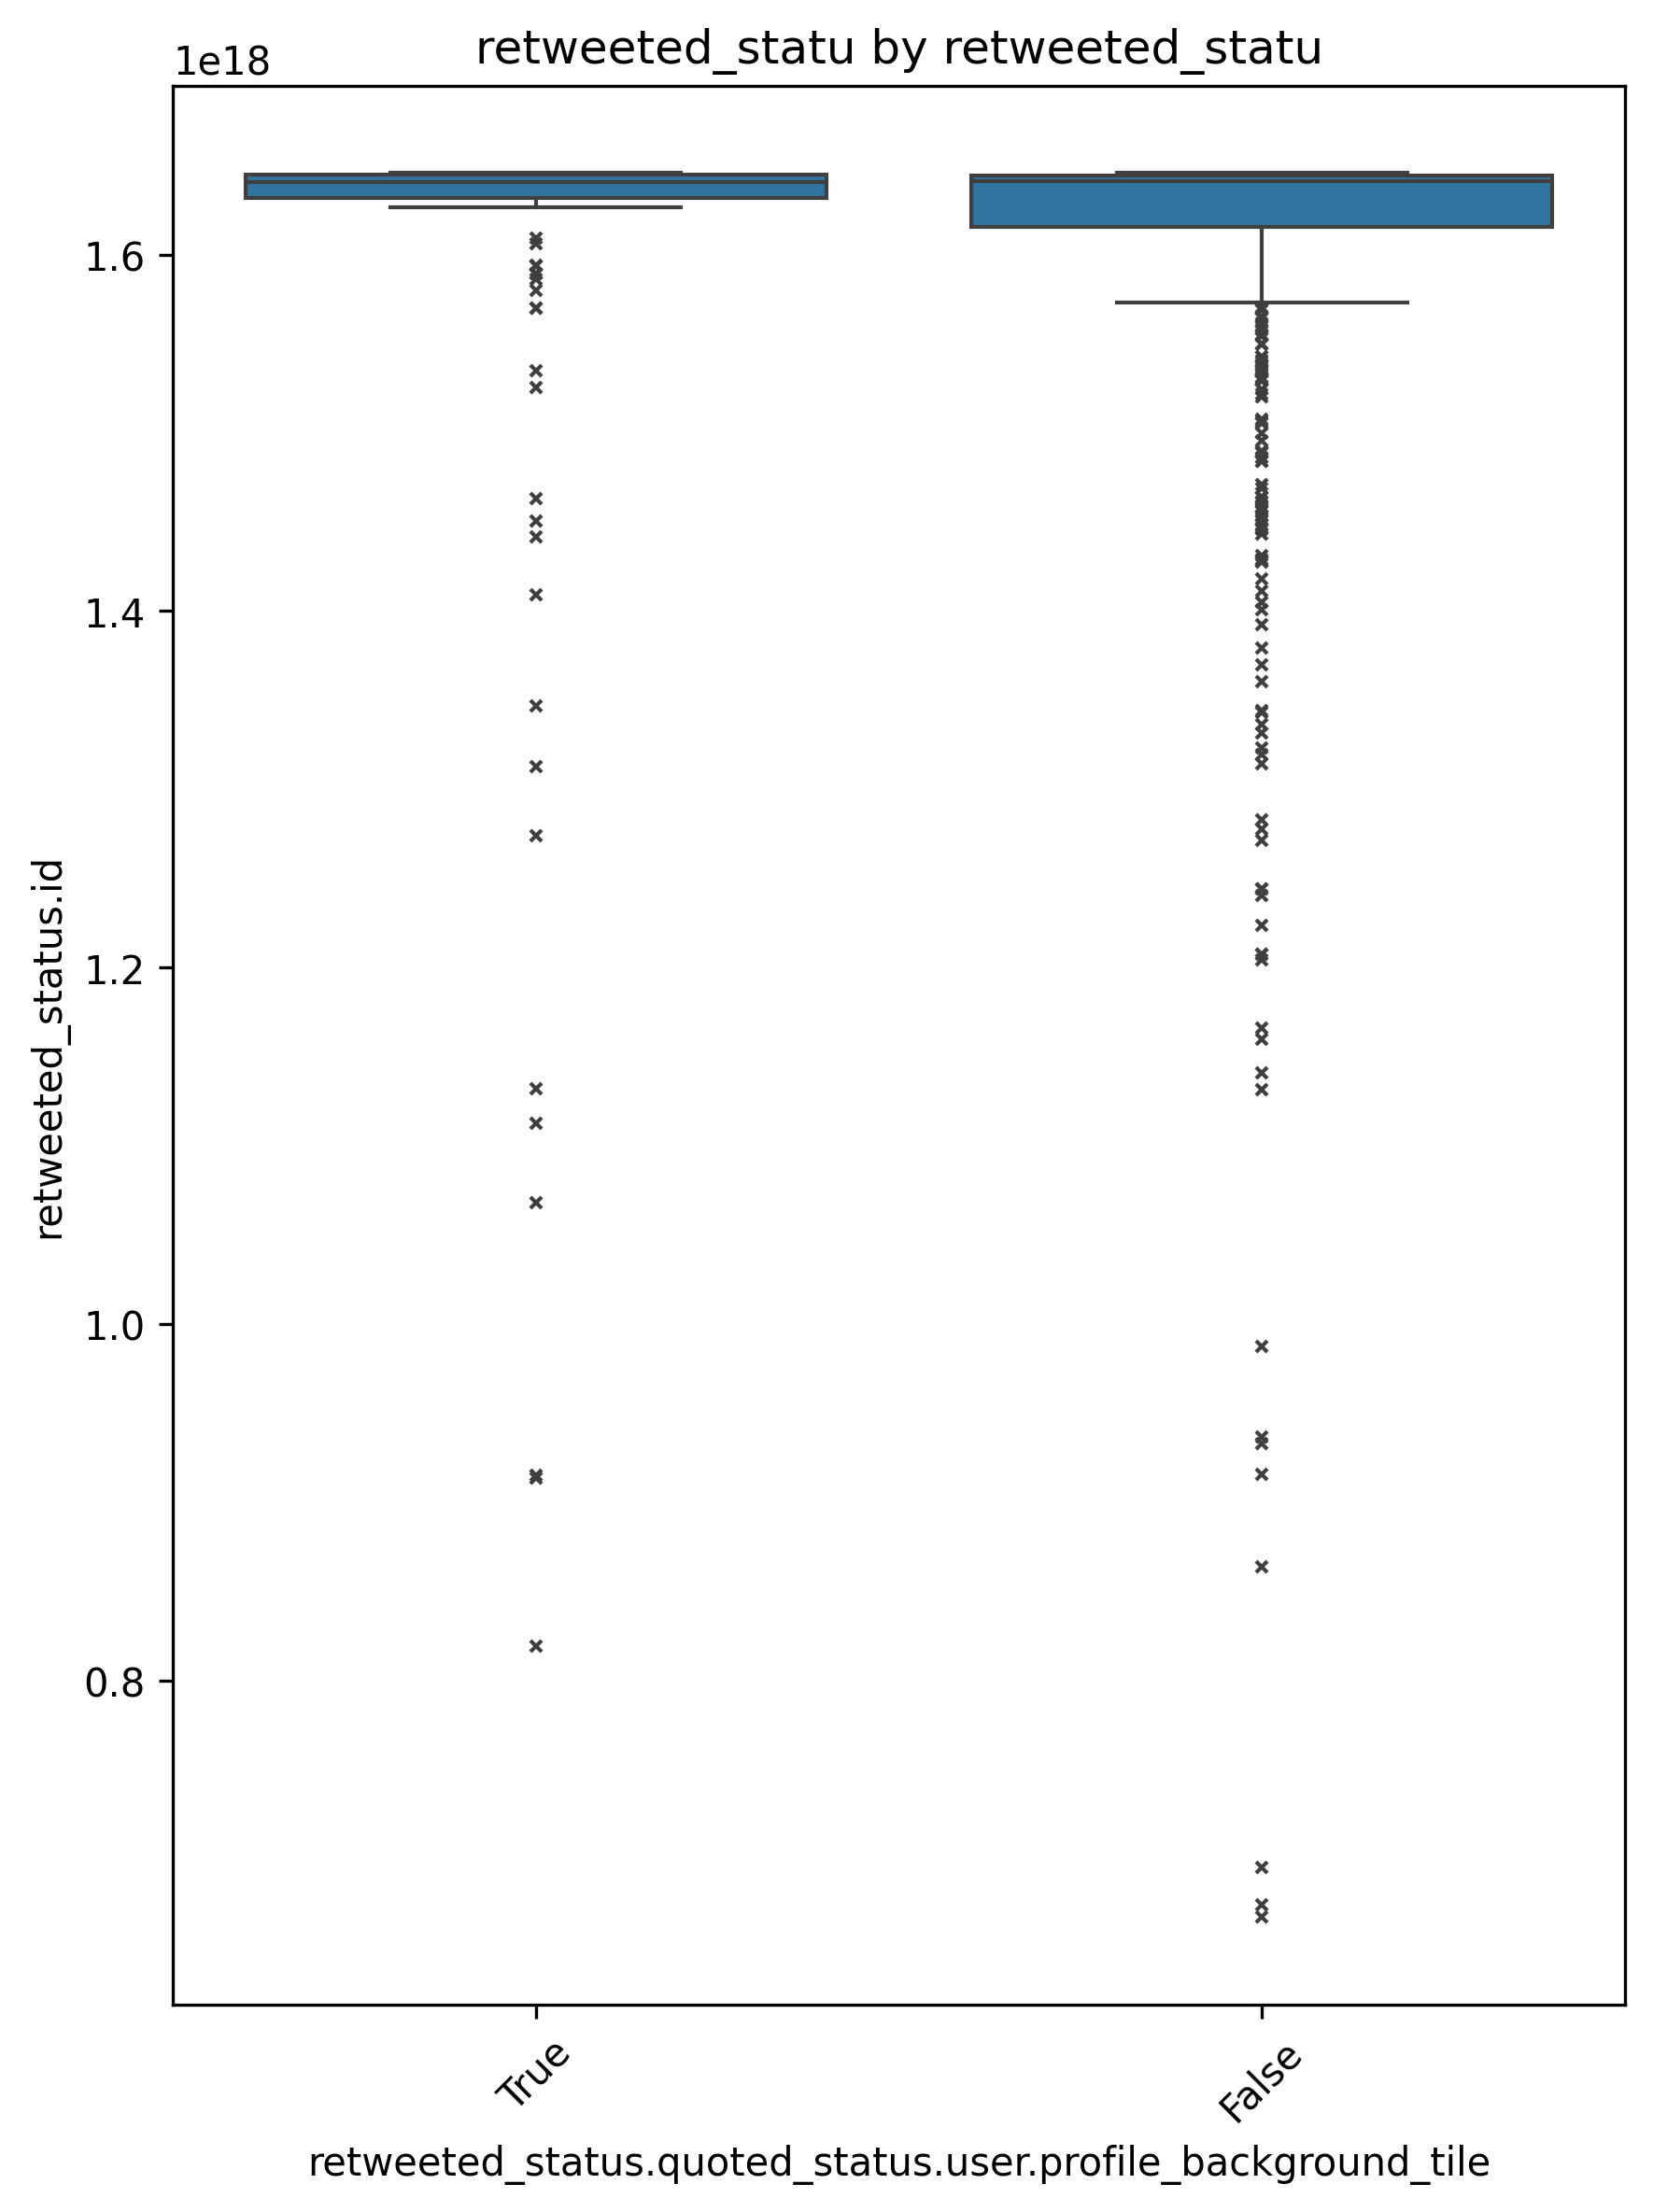 retweeted_statu by retweeted_statu
1e18
1.6
1.4
1.2
1.0
0.8
retweeted_status.id
True
False
retweeted_status.quoted_status.user.profile_background_tile